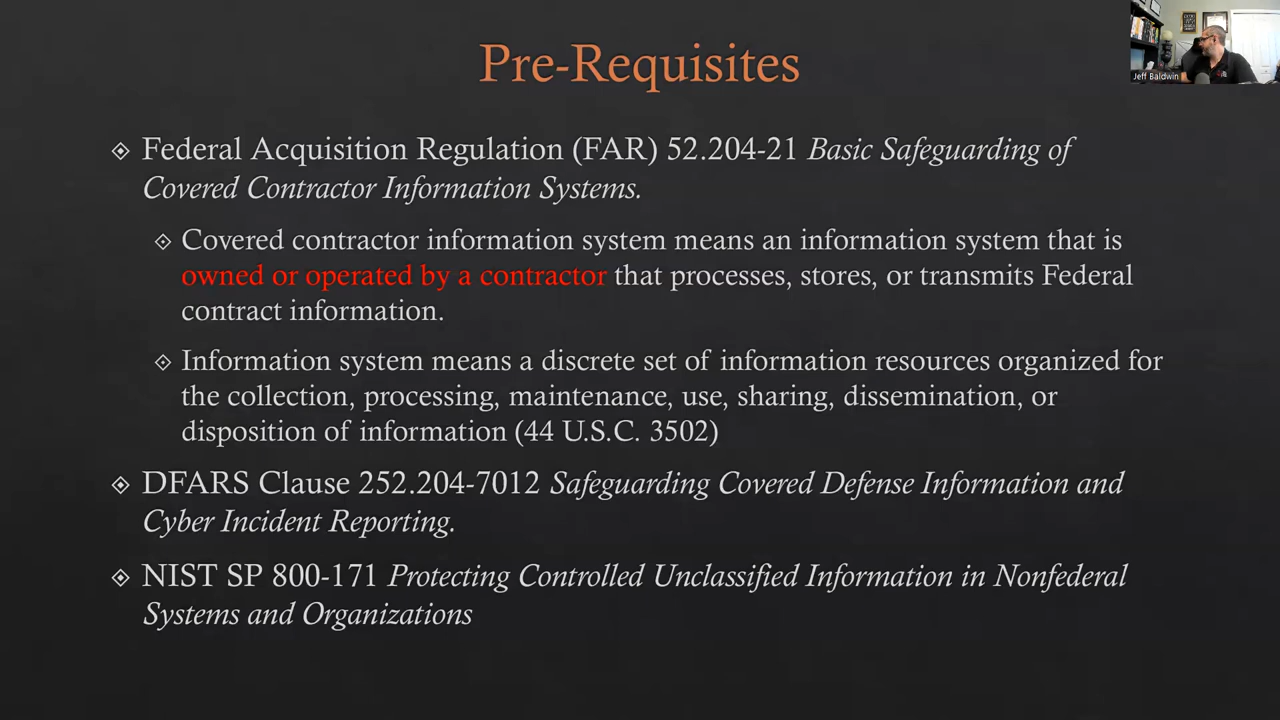 Pre-Requisites
Jeff Baldwin
Federal Acquisition Regulation (FAR) 52.204-21 Basic Safeguarding of
Covered Contractor Information Systems.
Covered contractor information system means an information system that is
owned or operated by a contractor that processes, stores, or transmits Federal
contract information.
Information system means a discrete set of information resources organized for
the collection, processing, maintenance, use, sharing, dissemination, or
disposition of information (44 U.S.C. 3502)
DFARS Clause 252.204-7012 Safeguarding Covered Defense Information and
Cyber Incident Reporting.
NIST SP 800-171 Protecting Controlled Unclassified Information in Nonfederal
Systems and Organizations